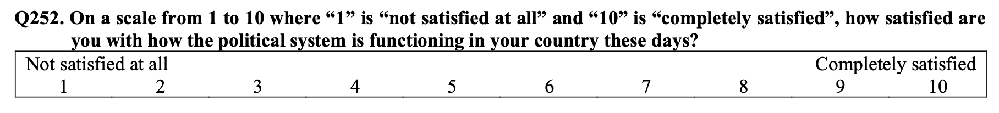 Q252. On a scale from 1 to 10 where “1” is “not satisfied at all” and “10” is “completely satisfied”, how satisfied are
you with how the political system is functioning in your country these days?
Not satisfied at all Completely satisfied
1 2 3 4 5 6 7 8 9 10